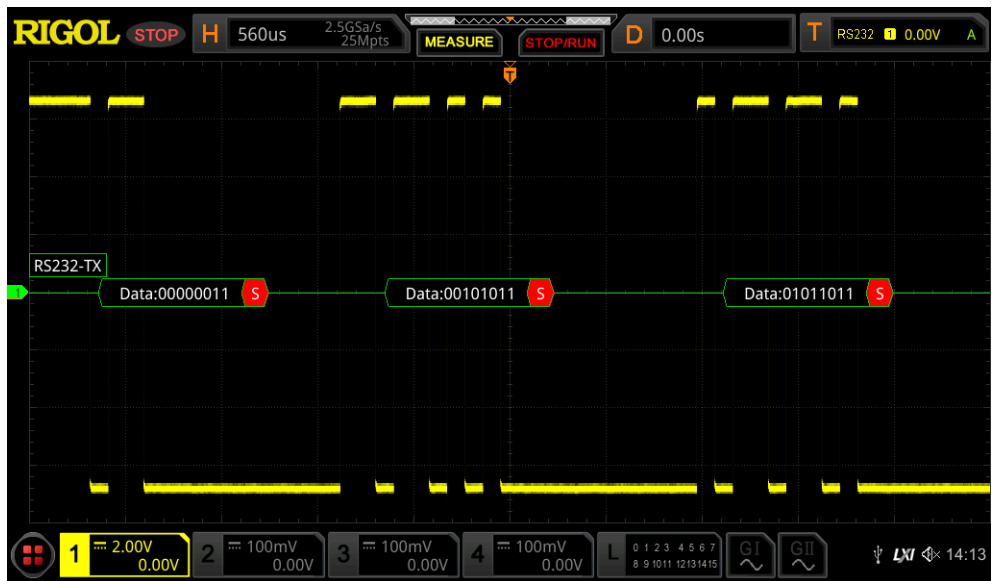 RIGOL STOP H 560us 2.5GSa/s 25Mpts MEASURE STOP/RUN D 0.00s T RS232 1 0.00V A
T
RS232-TX
1 Data:00000011 S Data:00101011 S Data:01011011 S
1 2.00V 0.00V 2 100mV 0.00V 3 100mV 0.00V 4 100mV 0.00V L 0 1 2 3 4 5 6 7 8 9 10 11 12 13 14 15 GI GII LXI 14:13